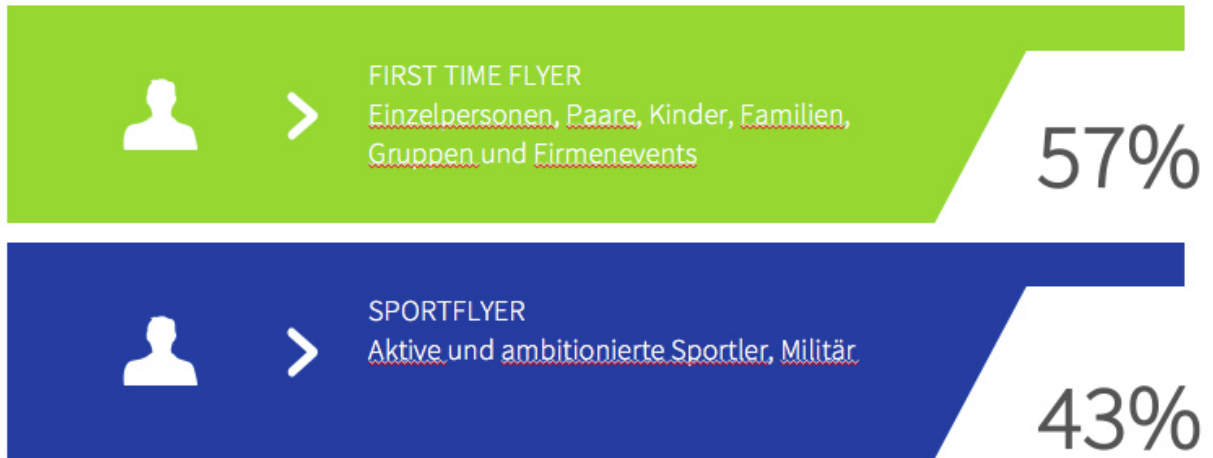 FIRST TIME FLYER
Einzelpersonen, Paare, Kinder, Familien,
Gruppen und Firmenevents
57%
SPORTFLYER
Aktive und ambitionierte Sportler, Militär
43%